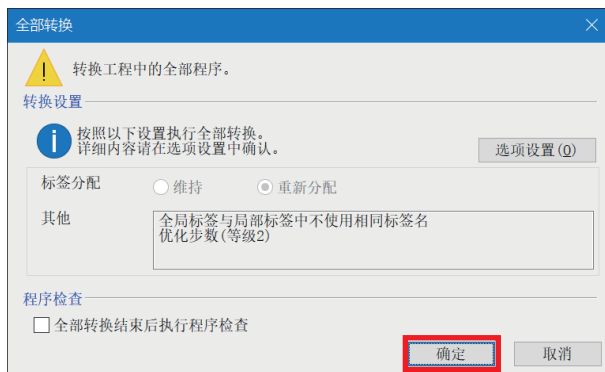 全部转换
转换工程中的全部程序。
转换设置
按照以下设置执行全部转换。
详细内容请在选项设置中确认。
选项设置(O)
标签分配
维持
重新分配
其他
全局标签与局部标签中不使用相同标签名
优化步数(等级2)
程序检查
全部转换结束后执行程序检查
确定
取消